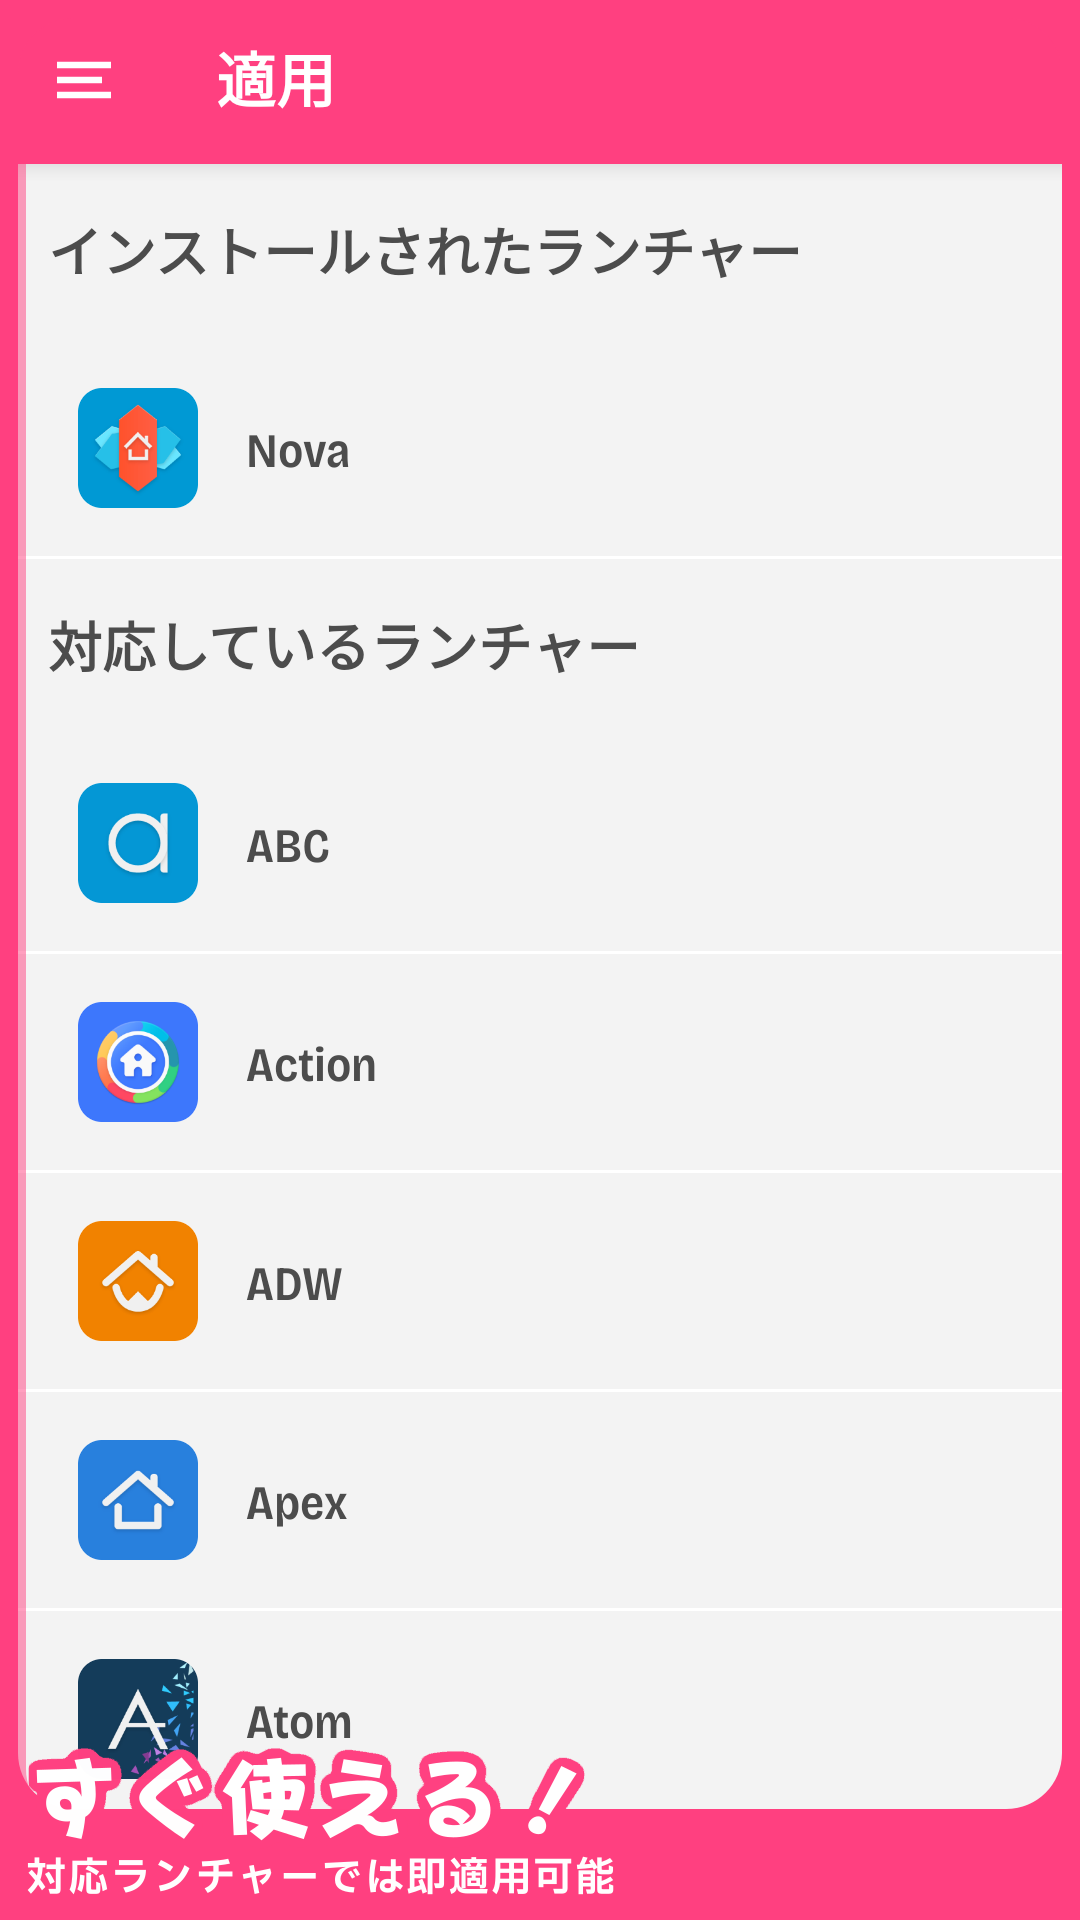 適用
インストールされたランチャー
Nova
対応しているランチャー
ABC
Action
ADW
Apex
Atom
すぐ使える!
対応ランチャーでは即適用可能